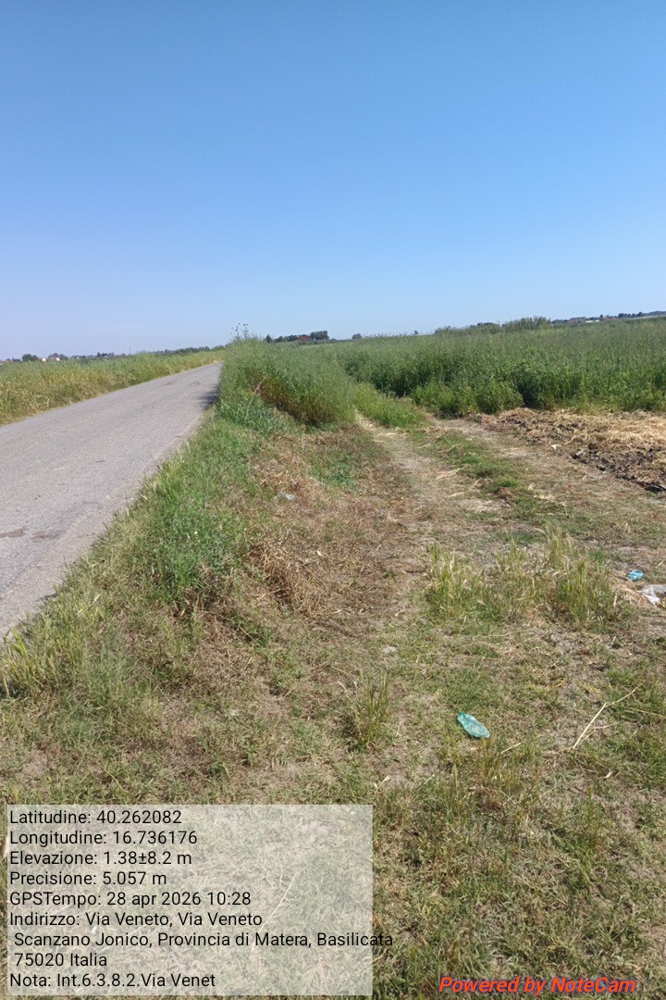 Latitudine: 40.262082
Longitudine: 16.736176
Elevazione: 1.38±8.2 m
Precisione: 5.057 m
GPSTempo: 28 apr 2026 10:28
Indirizzo: Via Veneto, Via Veneto
Scanzano Jonico, Provincia di Matera, Basilicata
75020 Italia
Nota: Int.6.3.8.2.Via Venet
Powered by NoteCam